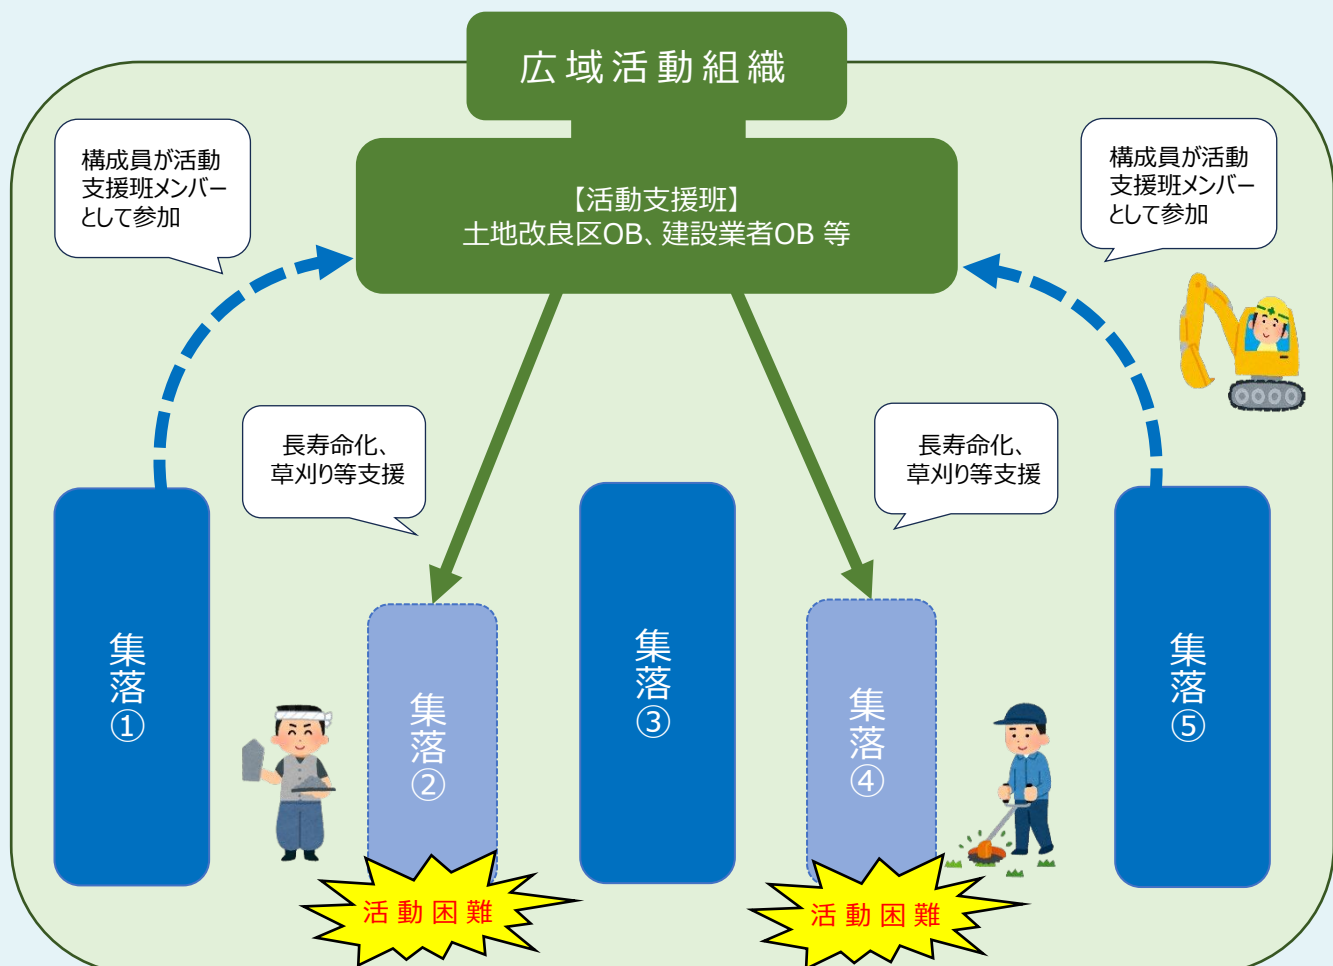 広域活動組織
構成員が活動
支援班メンバー
として参加
【活動支援班】
土地改良区OB、建設業者OB 等
構成員が活動
支援班メンバー
として参加
長寿命化、
草刈り等支援
長寿命化、
草刈り等支援
集落①
集落②
集落③
集落④
集落⑤
活動困難
活動困難